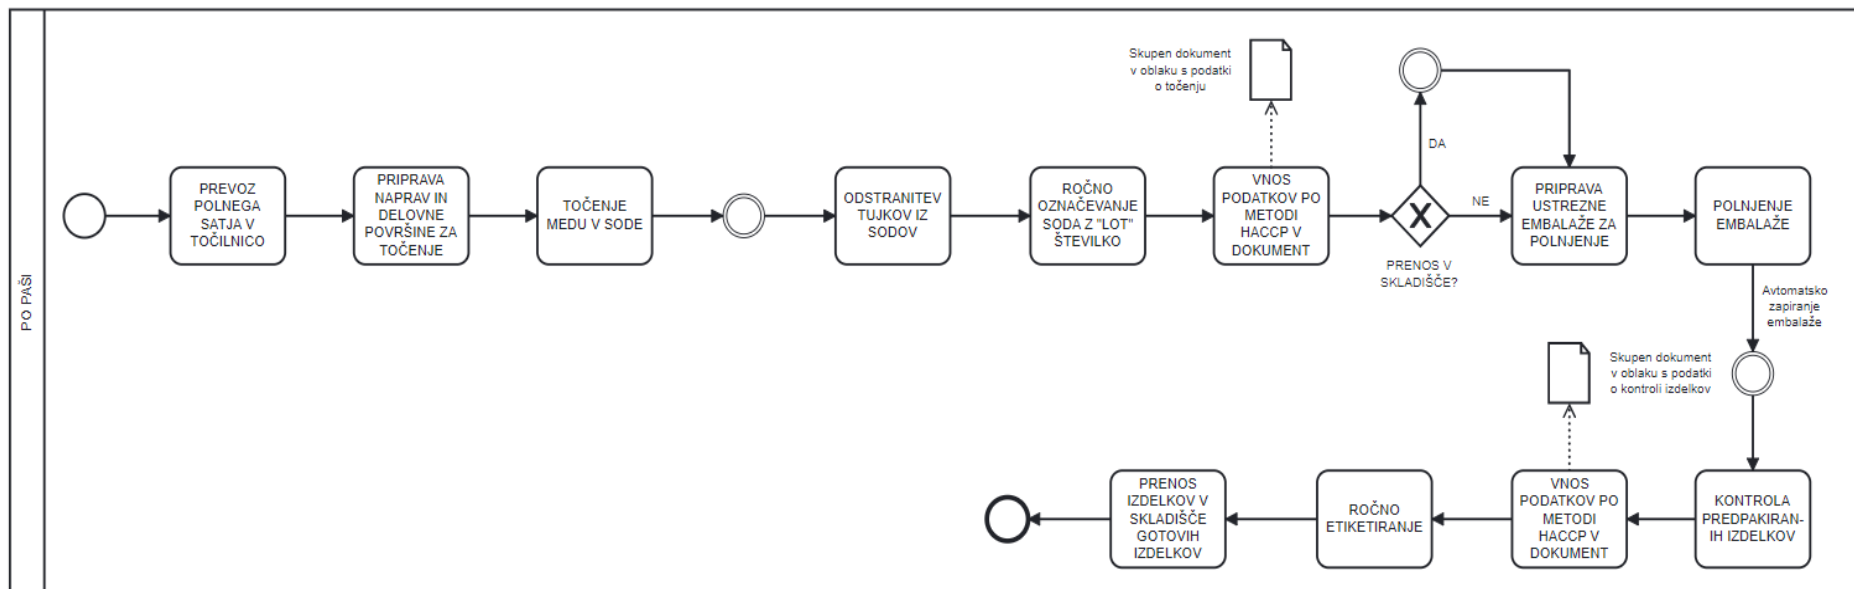 PO PAŠI
PREVOZ
POLNEGA
SATJA V
TOČILNICO
PRIPRAVA
NAPRAV IN
DELOVNE
POVRŠINE ZA
TOČENJE
TOČENJE
MEDU V SODE
ODSTRANITEV
TUJKOV IZ
SODOV
ROČNO
OZNAČEVANJE
SODA Z "LOT"
ŠTEVILKO
Skupen dokument
v oblaku s podatki
o točenju
VNOS
PODATKOV PO
METODI
HACCP V
DOKUMENT
DA
NE
PRENOS V
SKLADIŠČE?
PRIPRAVA
USTREZNE
EMBALAŽE ZA
POLNJENJE
POLNJENJE
EMBALAŽE
Avtomatsko
zapiranje
embalaže
KONTROLA
PREDPAKIRAN-
IH IZDELKOV
Skupen dokument
v oblaku s podatki
o kontroli izdelkov
VNOS
PODATKOV PO
METODI
HACCP V
DOKUMENT
ROČNO
ETIKETIRANJE
PRENOS
IZDELKOV V
SKLADIŠČE
GOTOVIH
IZDELKOV